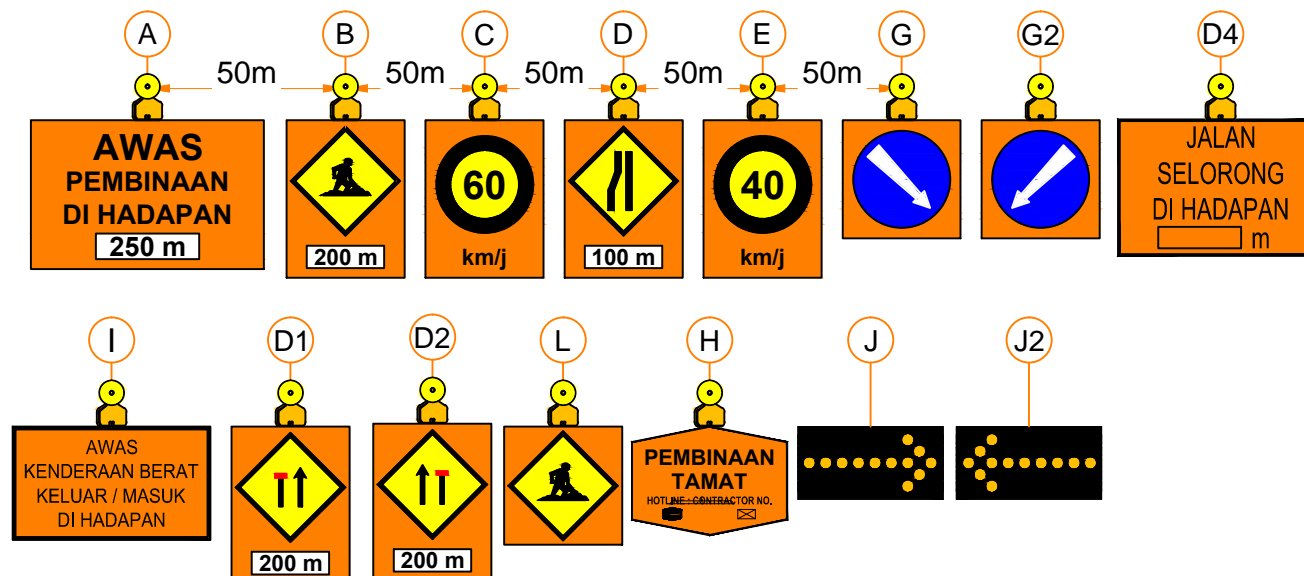 A
B
C
D
E
G
G2
D4
50m
50m
50m
50m
50m
AWAS
PEMBINAAN
DI HADAPAN
250 m
200 m
60
km/j
100 m
40
km/j
JALAN
SELORONG
DI HADAPAN
m
I
D1
D2
L
H
J
J2
AWAS
KENDERAAN BERAT
KELUAR / MASUK
DI HADAPAN
200 m
200 m
PEMBINAAN
TAMAT
HOTLINE : CONTRACTOR NO.